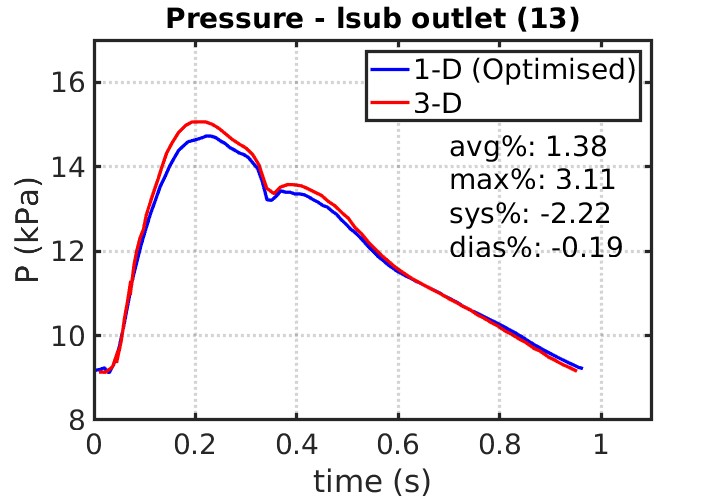 Pressure - lsub outlet (13)
16
14
12
10
8
0
0.2
0.4
0.6
0.8
1
P (kPa)
time (s)
1-D (Optimised)
3-D
avg%: 1.38
max%: 3.11
sys%: -2.22
dias%: -0.19